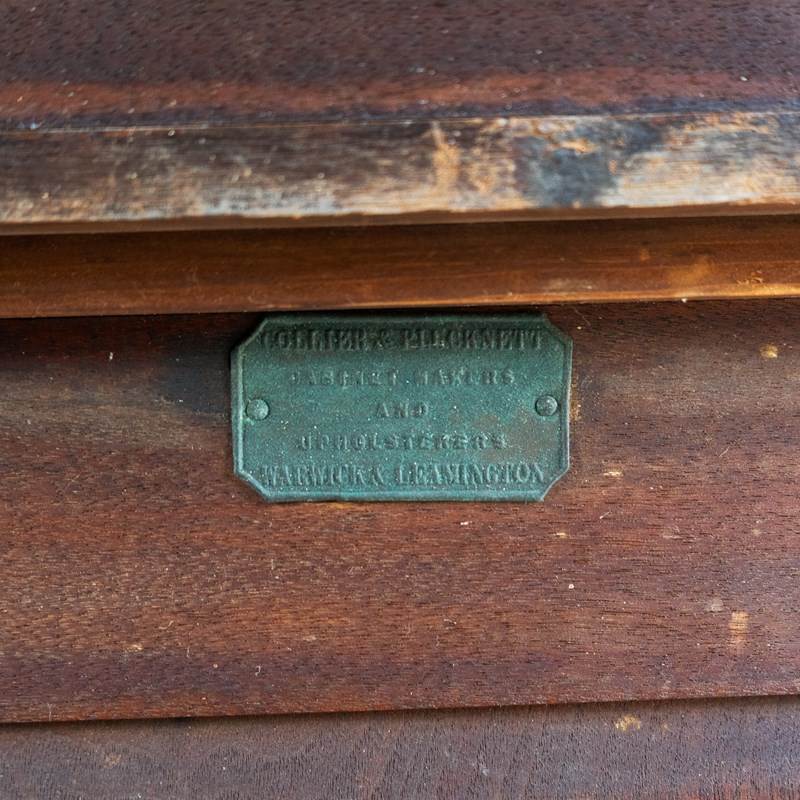 COLLIER & PLUCKNETT
CABINET MAKERS
AND
UPHOLSTERERS
WARWICK & LEAMINGTON